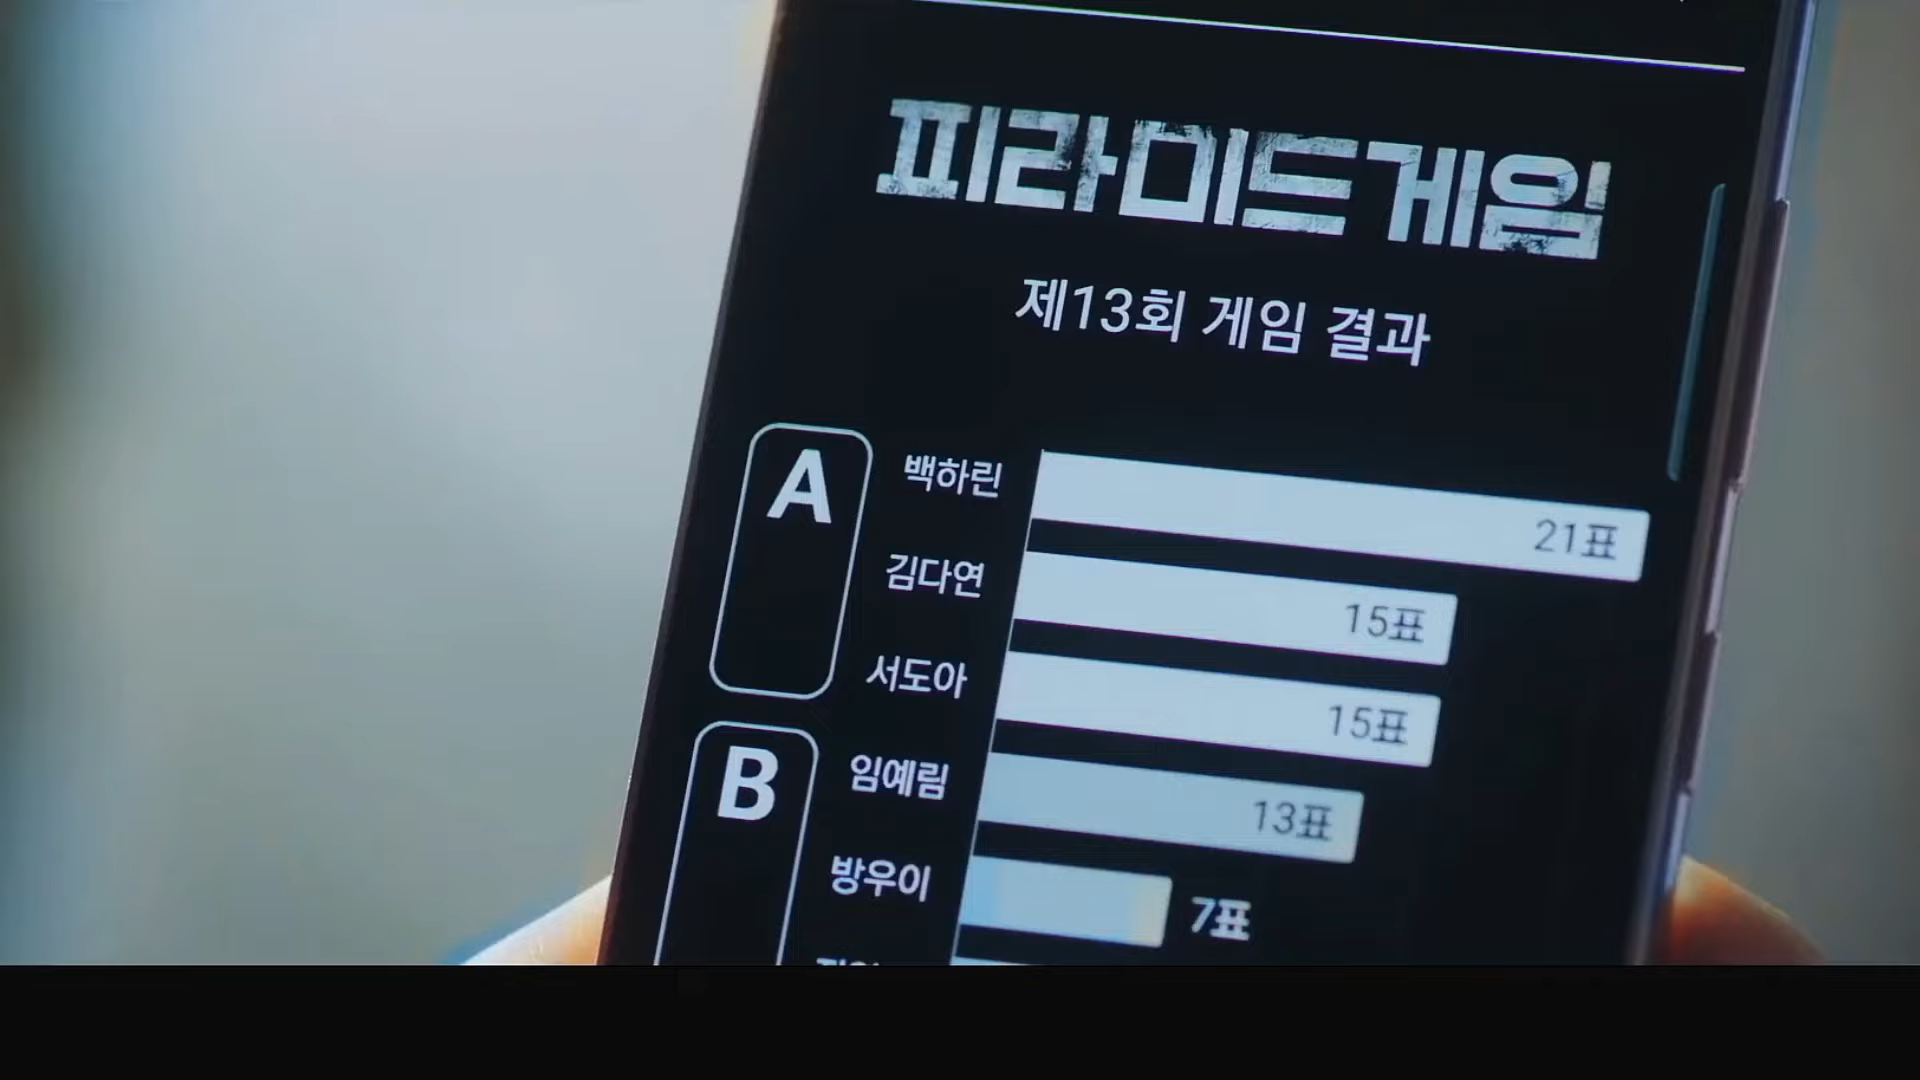 피라미드게임
제13회 게임 결과
A
백하린 21표
김다연 15표
서도아 15표
B
임예림 13표
방우이 7표